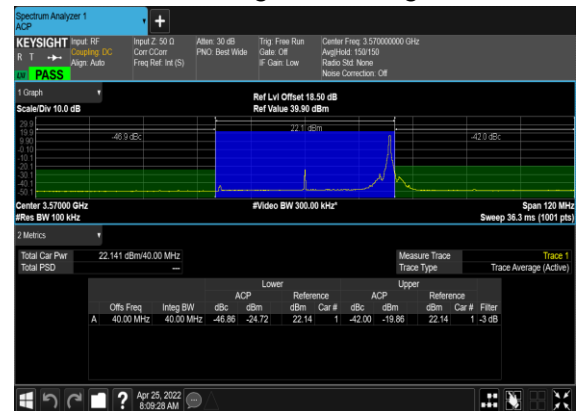 Spectrum Analyzer 1
ACP
KEYSIGHT Input: RF Input Z: 50 Ω Atten: 30 dB Trig: Free Run Center Freq: 3.570000000 GHz
R T Coupling: DC Corr CCorr PNO: Best Wide Gate: Off Avg|Hold: 150/150
Align: Auto Freq Ref: Int (S) IF Gain: Low Radio Std: None
LXI PASS Noise Correction: Off
1 Graph Ref Lvl Offset 18.50 dB
Scale/Div 10.0 dB Ref Value 39.90 dBm
29.9
19.9 22.1 dBm
9.90 -46.9 dBc -42.0 dBc
-0.10
-10.1
-20.1
-30.1
-40.1
-50.1
Center 3.57000 GHz #Video BW 300.00 kHz* Span 120 MHz
#Res BW 100 kHz Sweep 36.3 ms (1001 pts)
2 Metrics
Total Car Pwr 22.141 dBm/40.00 MHz Measure Trace Trace 1
Total PSD --- Trace Type Trace Average (Active)
Lower Upper
ACP Reference ACP Reference
Offs Freq Integ BW dBc dBm dBm Car # dBc dBm dBm Car # Filter
A 40.00 MHz 40.00 MHz -46.86 -24.72 22.14 1 -42.00 -19.86 22.14 1 -3 dB
Apr 25, 2022
8:09:28 AM